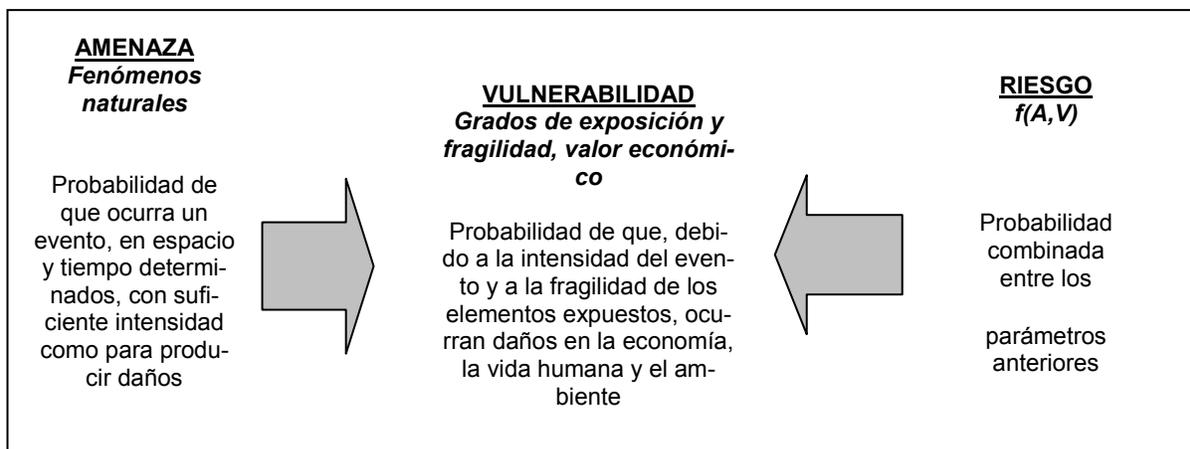 AMENAZA
Fenómenos
naturales
Probabilidad de
que ocurra un
evento, en espacio
y tiempo determi-
nados, con sufi-
ciente intensidad
como para produ-
cir daños
VULNERABILIDAD
Grados de exposición y
fragilidad, valor económi-
co
Probabilidad de que, debi-
do a la intensidad del even-
to y a la fragilidad de los
elementos expuestos, ocu-
rran daños en la economía,
la vida humana y el am-
biente
RIESGO
f(A,V)
Probabilidad
combinada
entre los
parámetros
anteriores